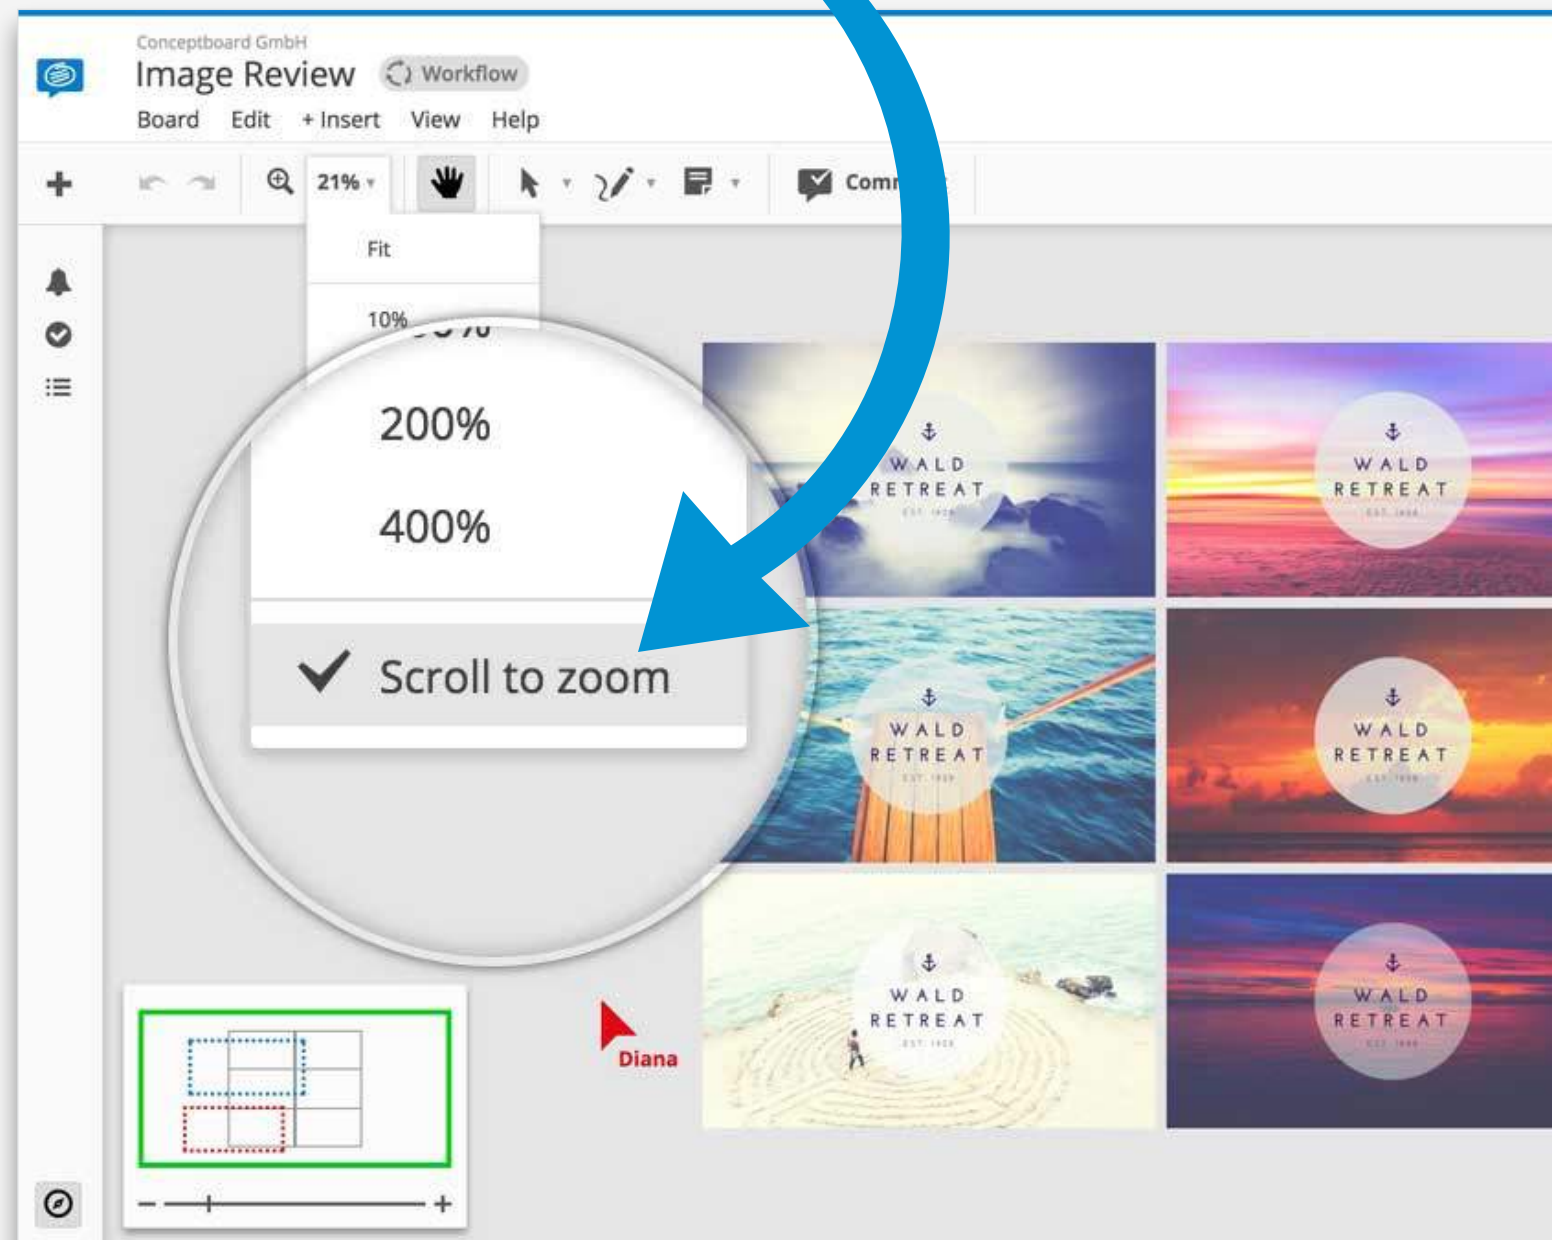 Conceptboard GmbH
Image Review
Workflow
Board Edit + Insert View Help
21%
Fit
10%
200%
400%
Scroll to zoom
WALD
RETREAT
WALD
RETREAT
WALD
RETREAT
WALD
RETREAT
WALD
RETREAT
WALD
RETREAT
Diana